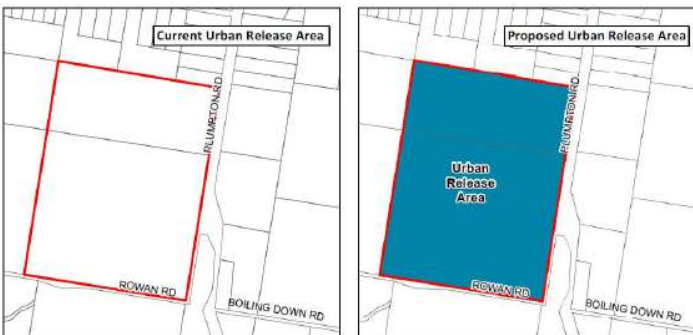 Current Urban Release Area
PLUMPTON RD
ROWAN RD
BOILING DOWN RD
Proposed Urban Release Area
PLUMPTON RD
Urban
Release
Area
ROWAN RD
BOILING DOWN RD